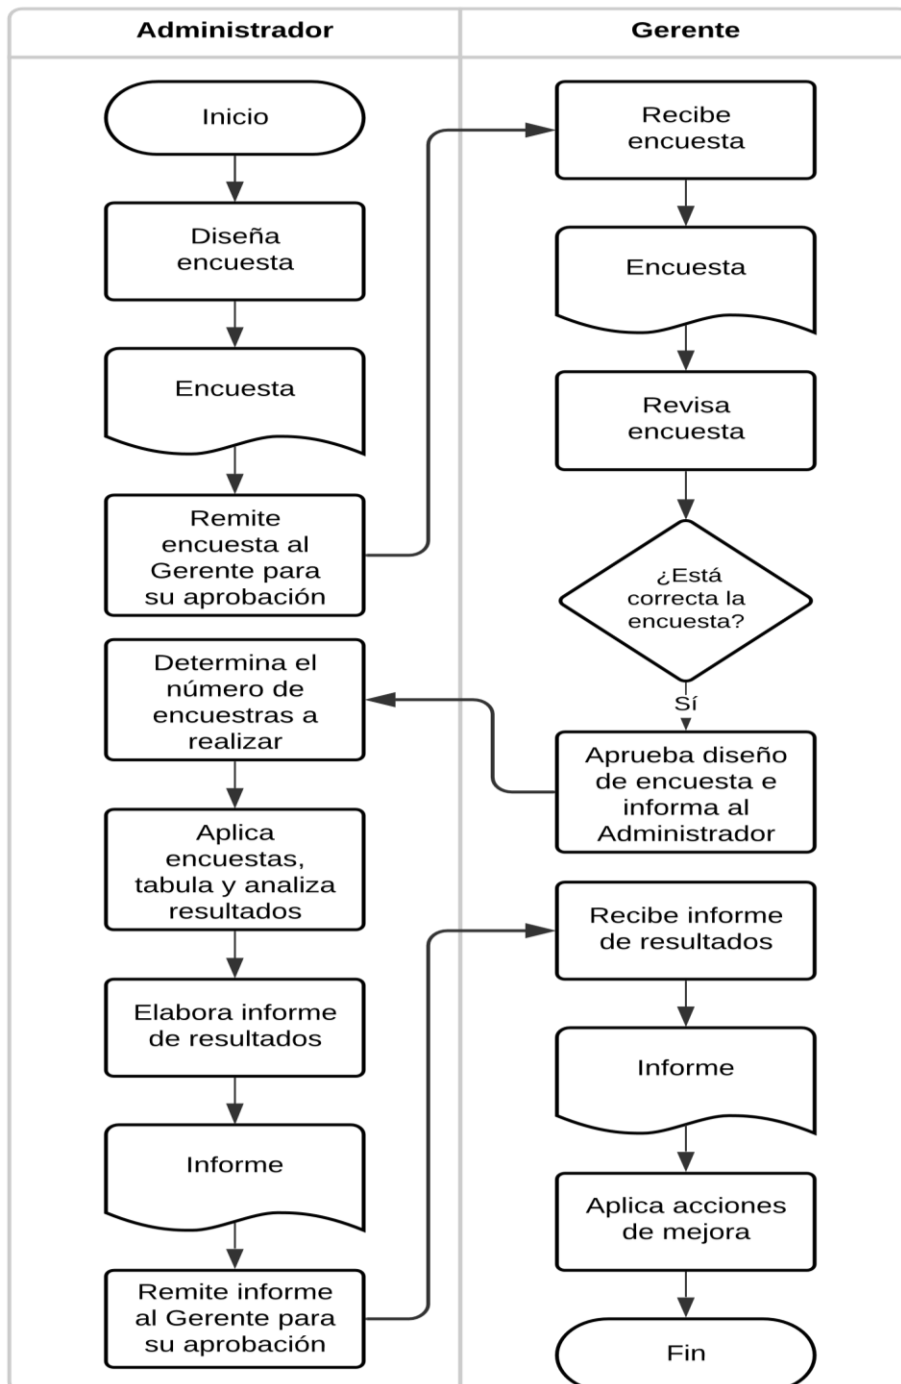 Administrador
Gerente
Inicio
Diseña
encuesta
Encuesta
Remite
encuesta al
Gerente para
su aprobación
Recibe
encuesta
Encuesta
Revisa
encuesta
¿Está
correcta la
encuesta?
Sí
Aprueba diseño
de encuesta e
informa al
Administrador
Determina el
número de
encuestras a
realizar
Aplica
encuestas,
tabula y analiza
resultados
Elabora informe
de resultados
Informe
Remite informe
al Gerente para
su aprobación
Recibe informe
de resultados
Informe
Aplica acciones
de mejora
Fin